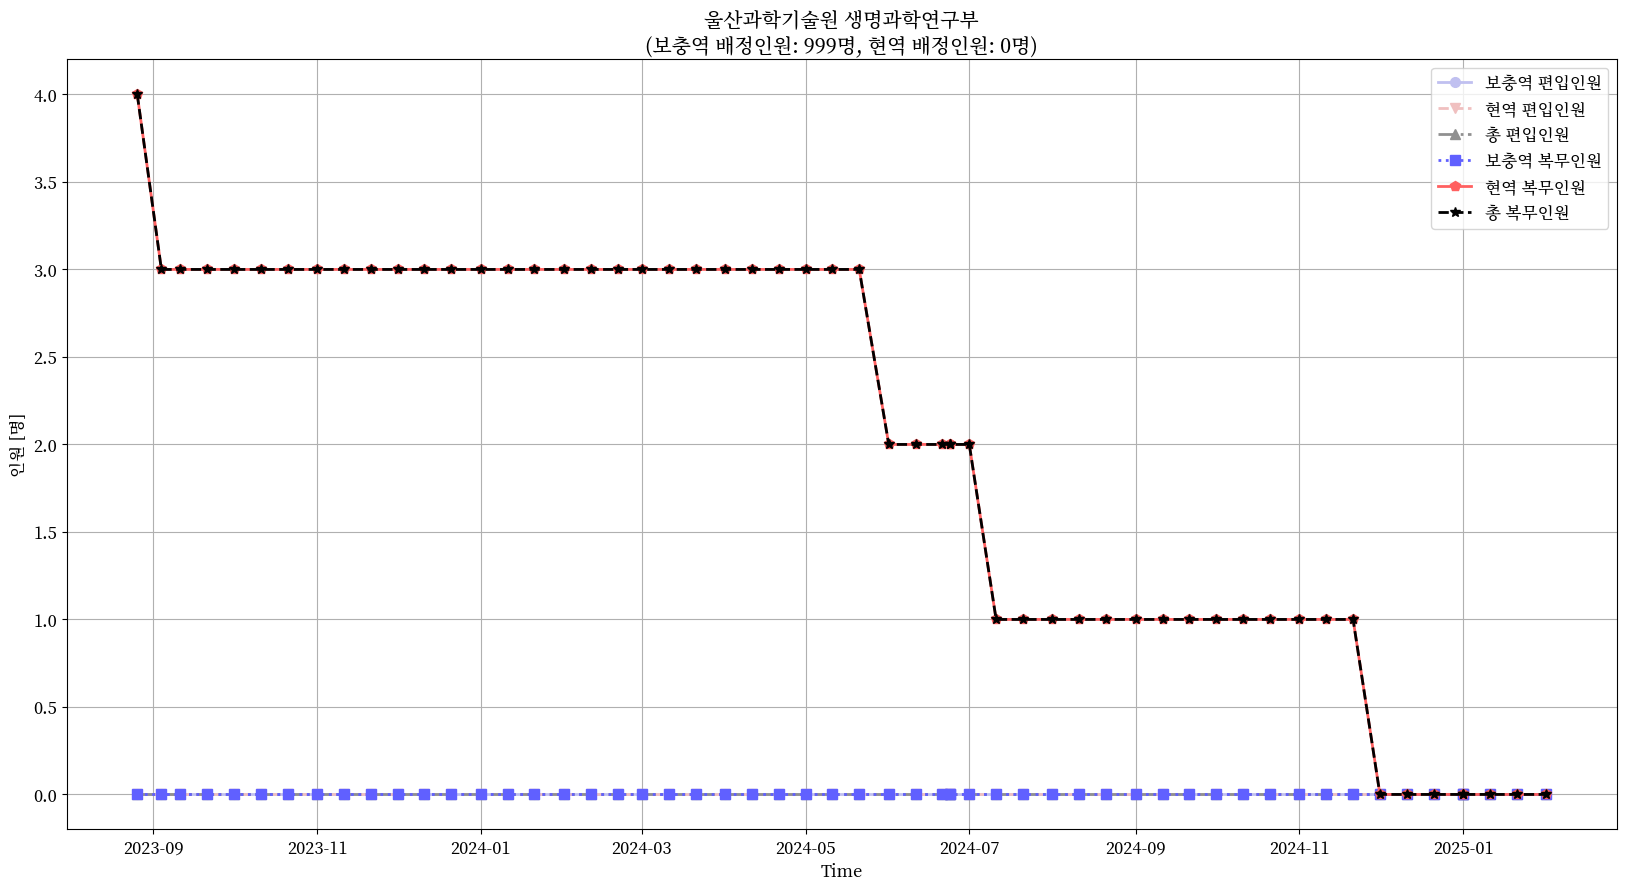 울산과학기술원 생명과학연구부
(보충역 배정인원: 999명, 현역 배정인원: 0명)
보충역 편입인원
현역 편입인원
총 편입인원
보충역 복무인원
현역 복무인원
총 복무인원
4.0
3.5
3.0
2.5
2.0
1.5
1.0
0.5
0.0
인원 [명]
2023-09 2023-11 2024-01 2024-03 2024-05 2024-07 2024-09 2024-11 2025-01
Time